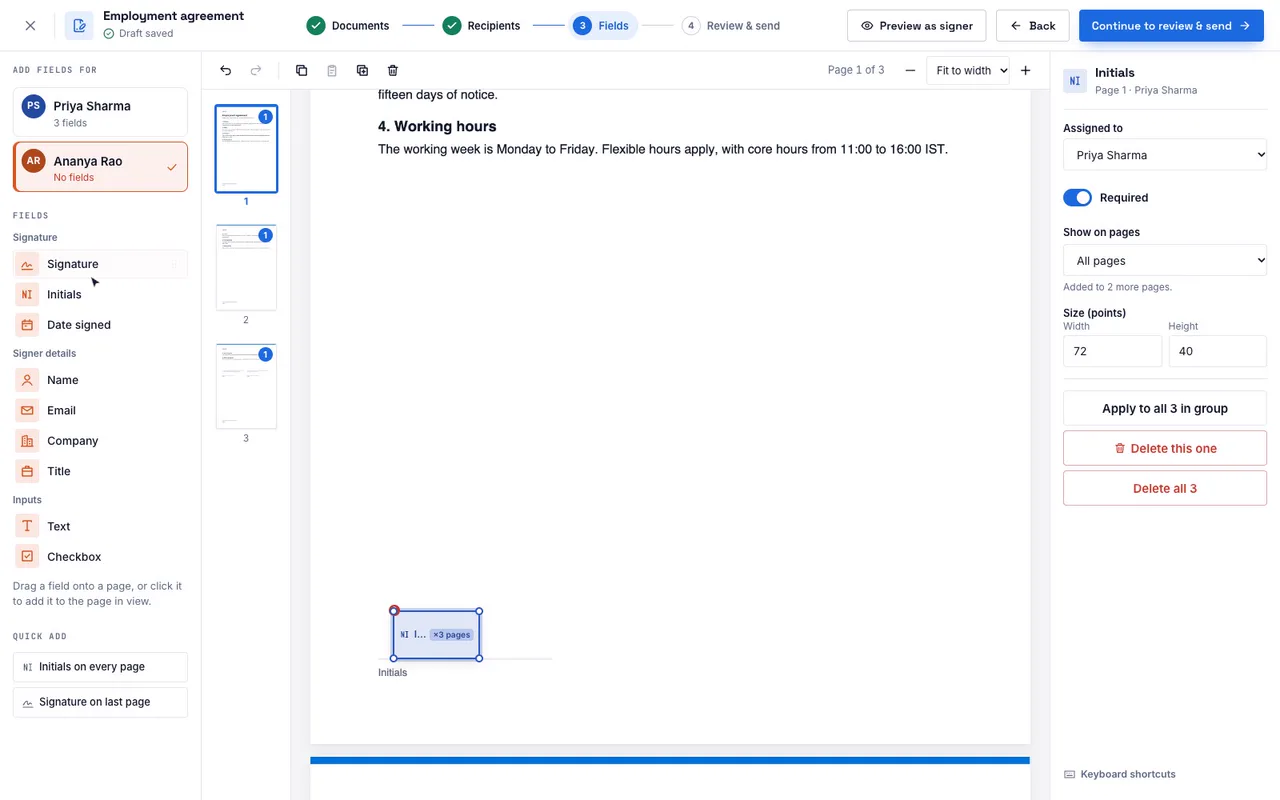 Employment agreement
Draft saved
Documents
Recipients
3 Fields
4 Review & send
Preview as signer
Back
Continue to review & send
ADD FIELDS FOR
PS Priya Sharma
3 fields
AR Ananya Rao
No fields
FIELDS
Signature
Signature
NI Initials
Date signed
Signer details
Name
Email
Company
Title
Inputs
Text
Checkbox
Drag a field onto a page, or click it
to add it to the page in view.
QUICK ADD
NI Initials on every page
Signature on last page
Page 1 of 3
Fit to width
1
1
1
2
1
3
fifteen days of notice.
4. Working hours
The working week is Monday to Friday. Flexible hours apply, with core hours from 11:00 to 16:00 IST.
NI I... ×3 pages
Initials
NI Initials
Page 1 · Priya Sharma
Assigned to
Priya Sharma
Required
Show on pages
All pages
Added to 2 more pages.
Size (points)
Width Height
72 40
Apply to all 3 in group
Delete this one
Delete all 3
Keyboard shortcuts